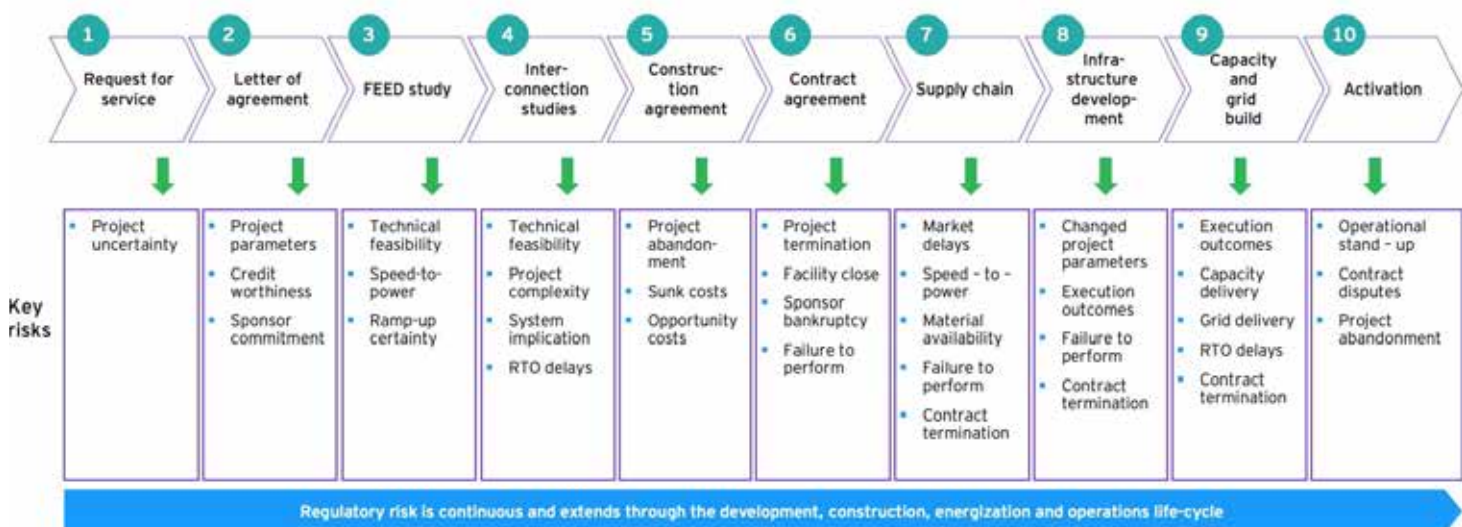 1
Request for
service
2
Letter of
agreement
3
FEED study
4
Inter-
connection
studies
5
Construc-
tion
agreement
6
Contract
agreement
7
Supply chain
8
Infra-
structure
develop-
ment
9
Capacity
and
grid
build
10
Activation
Key
risks
• Project
uncertainty
• Project
parameters
• Credit
worthiness
• Sponsor
commitment
• Technical
feasibility
• Speed-to-
power
• Ramp-up
certainty
• Technical
feasibility
• Project
complexity
• System
implication
• RTO delays
• Project
abandon-
ment
• Sunk costs
• Opportunity
costs
• Project
termination
• Facility close
• Sponsor
bankruptcy
• Failure to
perform
• Market
delays
• Speed – to –
power
• Material
availability
• Failure to
perform
• Contract
termination
• Changed
project
parameters
• Execution
outcomes
• Failure to
perform
• Contract
termination
• Execution
outcomes
• Capacity
delivery
• Grid delivery
• RTO delays
• Contract
termination
• Operational
stand – up
• Contract
disputes
• Project
abandonment
Regulatory risk is continuous and extends through the development, construction, energization and operations life-cycle